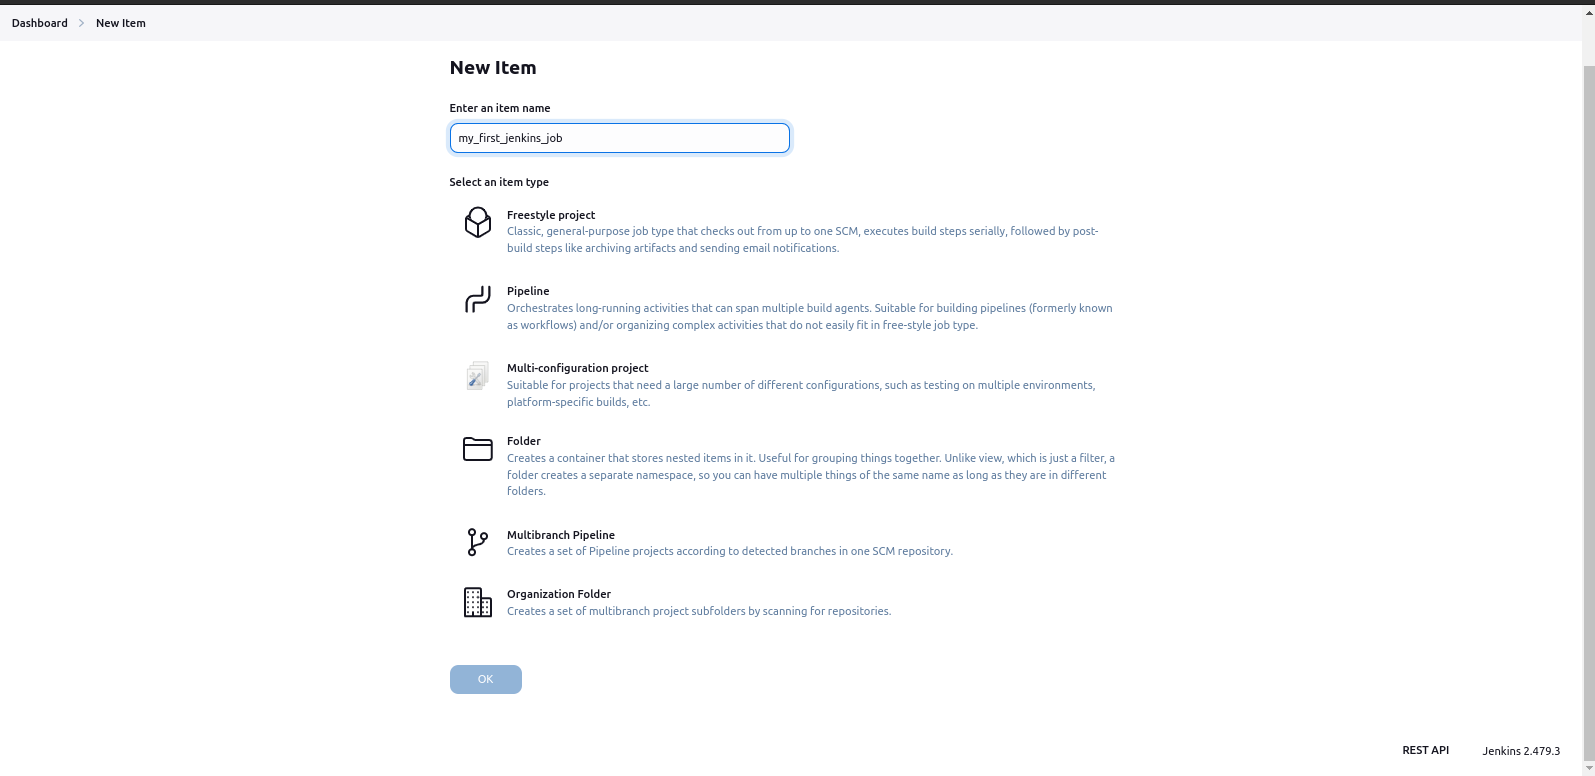 Dashboard > New Item
New Item
Enter an item name
my_first_jenkins_job
Select an item type
Freestyle project
Classic, general-purpose job type that checks out from up to one SCM, executes build steps serially, followed by post-
build steps like archiving artifacts and sending email notifications.
Pipeline
Orchestrates long-running activities that can span multiple build agents. Suitable for building pipelines (formerly known
as workflows) and/or organizing complex activities that do not easily fit in free-style job type.
Multi-configuration project
Suitable for projects that need a large number of different configurations, such as testing on multiple environments,
platform-specific builds, etc.
Folder
Creates a container that stores nested items in it. Useful for grouping things together. Unlike view, which is just a filter, a
folder creates a separate namespace, so you can have multiple things of the same name as long as they are in different
folders.
Multibranch Pipeline
Creates a set of Pipeline projects according to detected branches in one SCM repository.
Organization Folder
Creates a set of multibranch project subfolders by scanning for repositories.
OK
REST API Jenkins 2.479.3